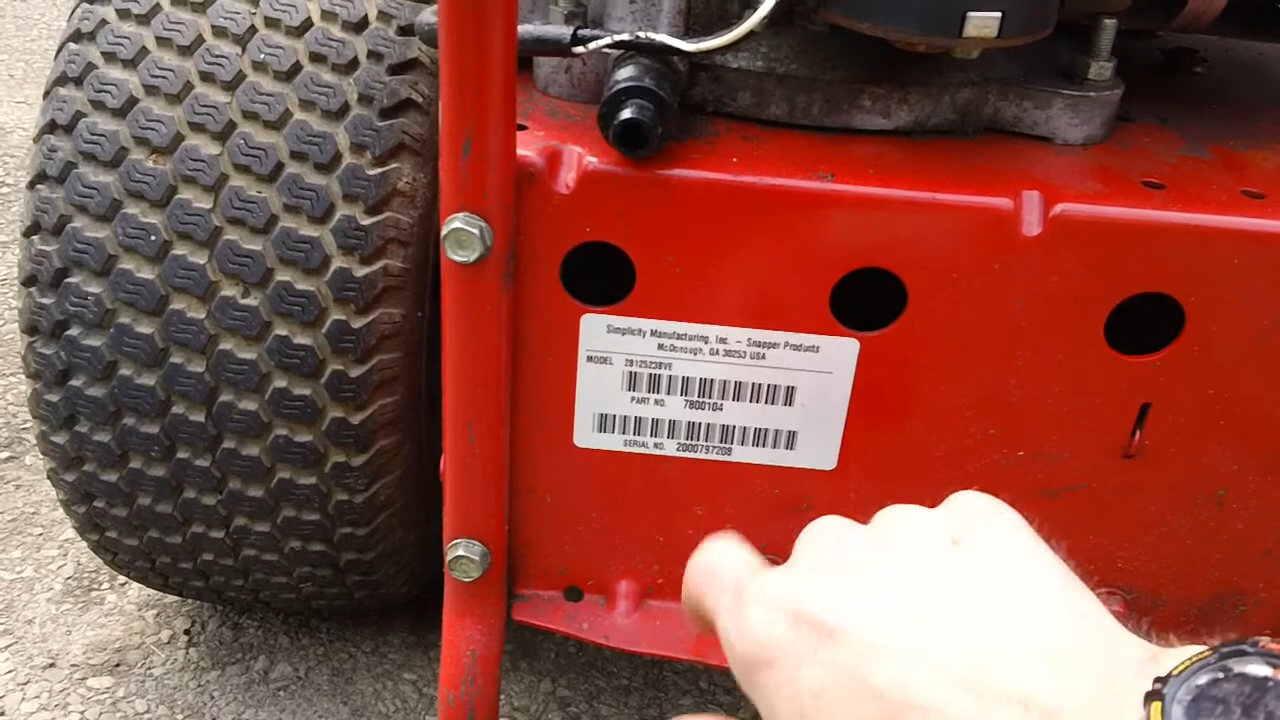 Simplicity Manufacturing, Inc. – Snapper Products
McDonough, GA 30253 USA
MODEL 2812523BVE
PART NO. 7800104
SERIAL NO. 2000797208